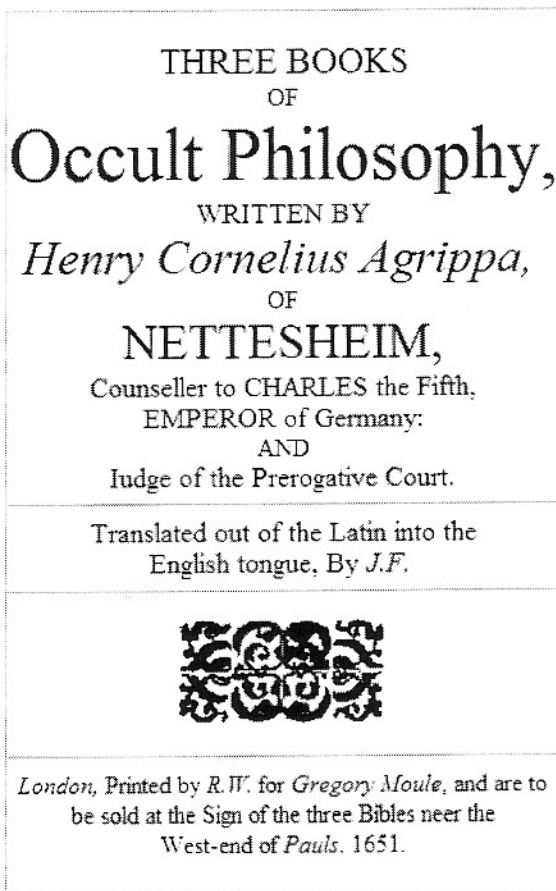 THREE BOOKS
OF
Occult Philosophy,
WRITTEN BY
Henry Cornelius Agrippa,
OF
NETTESHEIM,
Counseller to CHARLES the Fifth,
EMPEROR of Germany:
AND
Iudge of the Prerogative Court.
Translated out of the Latin into the
English tongue, By J.F.
London, Printed by R.W. for Gregory Moule, and are to
be sold at the Sign of the three Bibles neer the
West-end of Pauls. 1651.